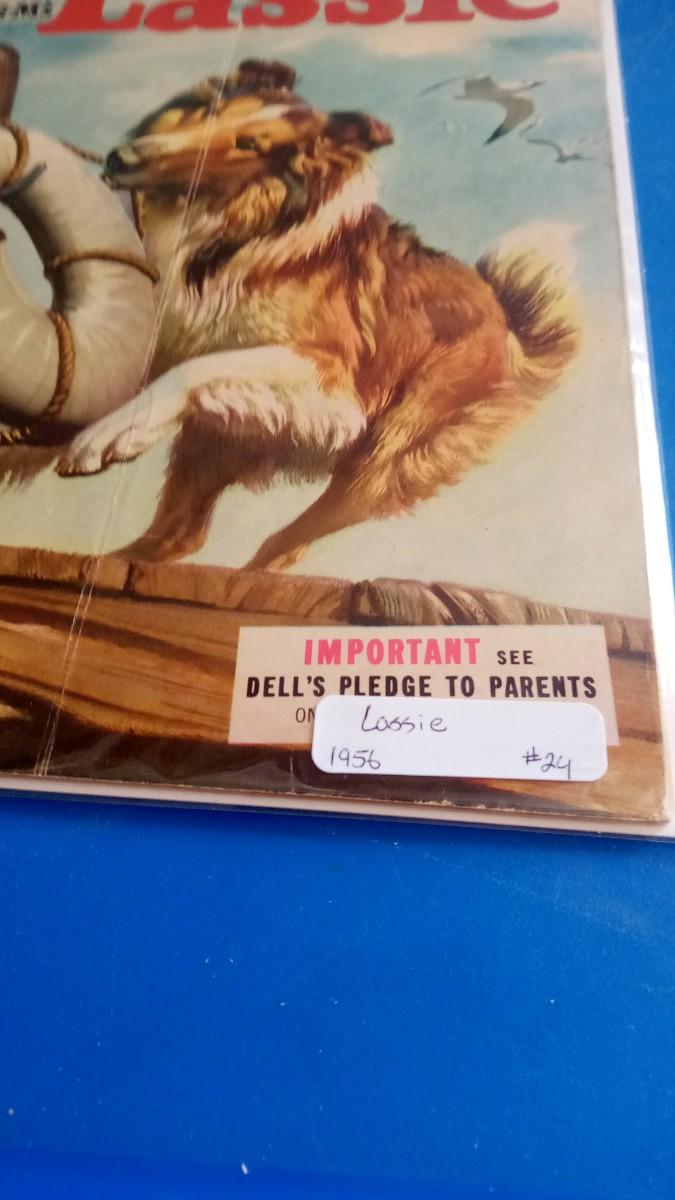 Lassie
IMPORTANT SEE
DELL'S PLEDGE TO PARENTS
ON
Lassie
1956 #24